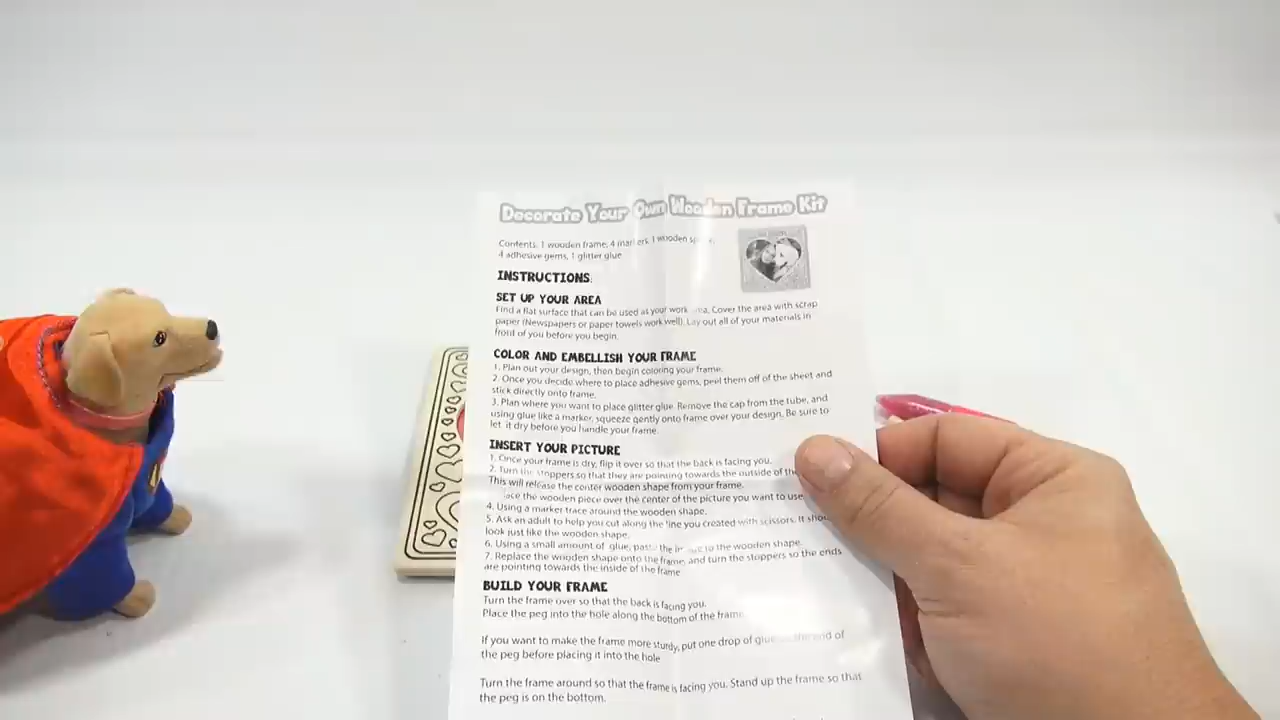 Decorate Your Own Wooden Frame Kit
Contents: 1 wooden frame, 4 markers, 1 wooden
4 adhesive gems, 1 glitter glue
INSTRUCTIONS:
SET UP YOUR AREA
Find a flat surface that can be used as your work area. Cover the area with scrap
paper (Newspapers or paper towels work well). Lay out all of your materials in
front of you before you begin.
COLOR AND EMBELLISH YOUR FRAME
1. Plan out your design, then begin coloring your frame.
2. Once you decide where to place adhesive gems, peel them off of the sheet and
stick directly onto frame.
3. Plan where you want to place glitter glue. Remove the cap from the tube, and
using glue like a marker, squeeze gently onto frame over your design. Be sure to
let it dry before you handle your frame.
INSERT YOUR PICTURE
1. Once your frame is dry, flip it over so that the back is facing you.
2. Turn the stoppers so that they are pointing towards the outside of the
This will release the center wooden shape from your frame.
the wooden piece over the center of the picture you want to use
4. Using a marker trace around the wooden shape.
5. Ask an adult to help you cut along the line you created with scissors. It should
look just like the wooden shape.
6. Using a small amount of glue, paste the image to the wooden shape.
7. Replace the wooden shape onto the frame, and turn the stoppers so the ends
are pointing towards the inside of the frame
BUILD YOUR FRAME
Turn the frame over so that the back is facing you.
Place the peg into the hole along the bottom of the frame.
If you want to make the frame more sturdy, put one drop of glue on the end of
the peg before placing it into the hole
Turn the frame around so that the frame is facing you. Stand up the frame so that
the peg is on the bottom.